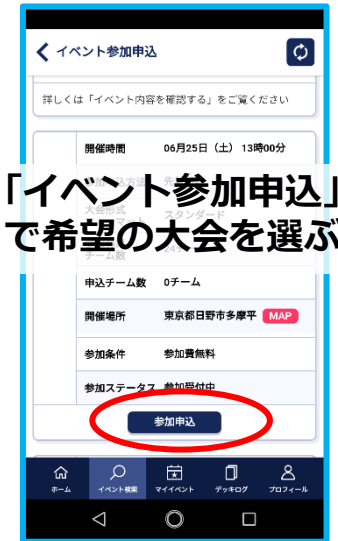 イベント参加申込
詳しくは「イベント内容を確認する」をご覧ください
開催時間 06月25日（土）13時00分
「イベント参加申込」
で希望の大会を選ぶ
スタンダード
チーム数
申込チーム数 0チーム
開催場所 東京都日野市多摩平 MAP
参加条件 参加費無料
参加ステータス 参加受付中
参加申込
ホーム イベント検索 マイイベント デッキログ プロフィール